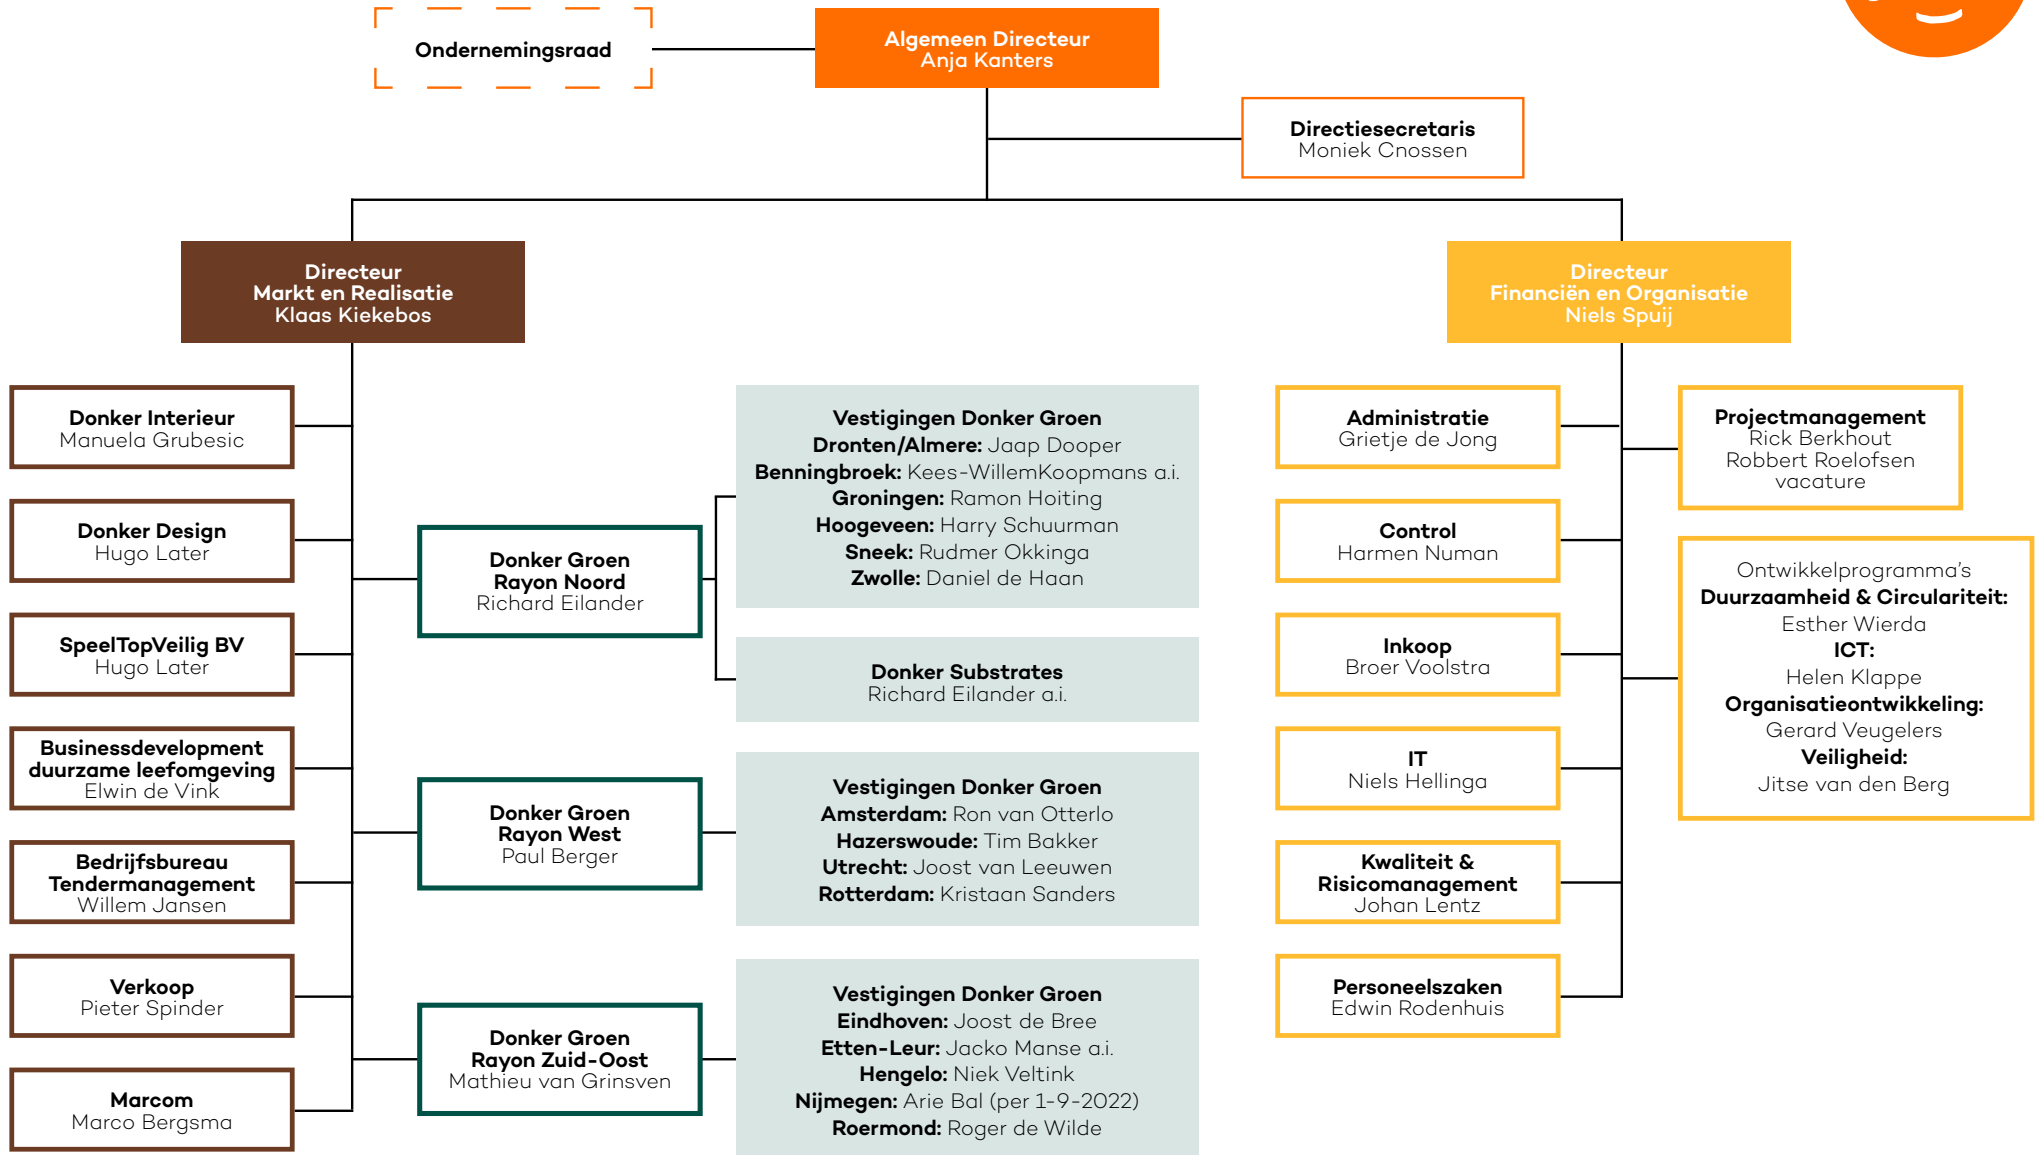 Ondernemingsraad
Algemeen Directeur
Anja Kanters
Directiesecretaris
Moniek Cnossen
Directeur
Markt en Realisatie
Klaas Kiekebos
Directeur
Financiën en Organisatie
Niels Spuij
Donker Interieur
Manuela Grubesic
Donker Design
Hugo Later
SpeelTopVeilig BV
Hugo Later
Businessdevelopment
duurzame leefomgeving
Elwin de Vink
Bedrijfsbureau
Tendermanagement
Willem Jansen
Verkoop
Pieter Spinder
Marcom
Marco Bergsma
Donker Groen
Rayon Noord
Richard Eilander
Vestigingen Donker Groen
Dronten/Almere: Jaap Dooper
Benningbroek: Kees-WillemKoopmans a.i.
Groningen: Ramon Hoiting
Hoogeveen: Harry Schuurman
Sneek: Rudmer Okkinga
Zwolle: Daniel de Haan
Donker Substrates
Richard Eilander a.i.
Donker Groen
Rayon West
Paul Berger
Vestigingen Donker Groen
Amsterdam: Ron van Otterlo
Hazerswoude: Tim Bakker
Utrecht: Joost van Leeuwen
Rotterdam: Kristaan Sanders
Donker Groen
Rayon Zuid-Oost
Mathieu van Grinsven
Vestigingen Donker Groen
Eindhoven: Joost de Bree
Etten-Leur: Jacko Manse a.i.
Hengelo: Niek Veltink
Nijmegen: Arie Bal (per 1-9-2022)
Roermond: Roger de Wilde
Administratie
Grietje de Jong
Control
Harmen Numan
Inkoop
Broer Voolstra
IT
Niels Hellinga
Kwaliteit &
Risicomanagement
Johan Lentz
Personeelszaken
Edwin Rodenhuis
Projectmanagement
Rick Berkhout
Robbert Roelofsen
vacature
Ontwikkelprogramma's
Duurzaamheid & Circulariteit:
Esther Wierda
ICT:
Helen Klappe
Organisatieontwikkeling:
Gerard Veugelers
Veiligheid:
Jitse van den Berg